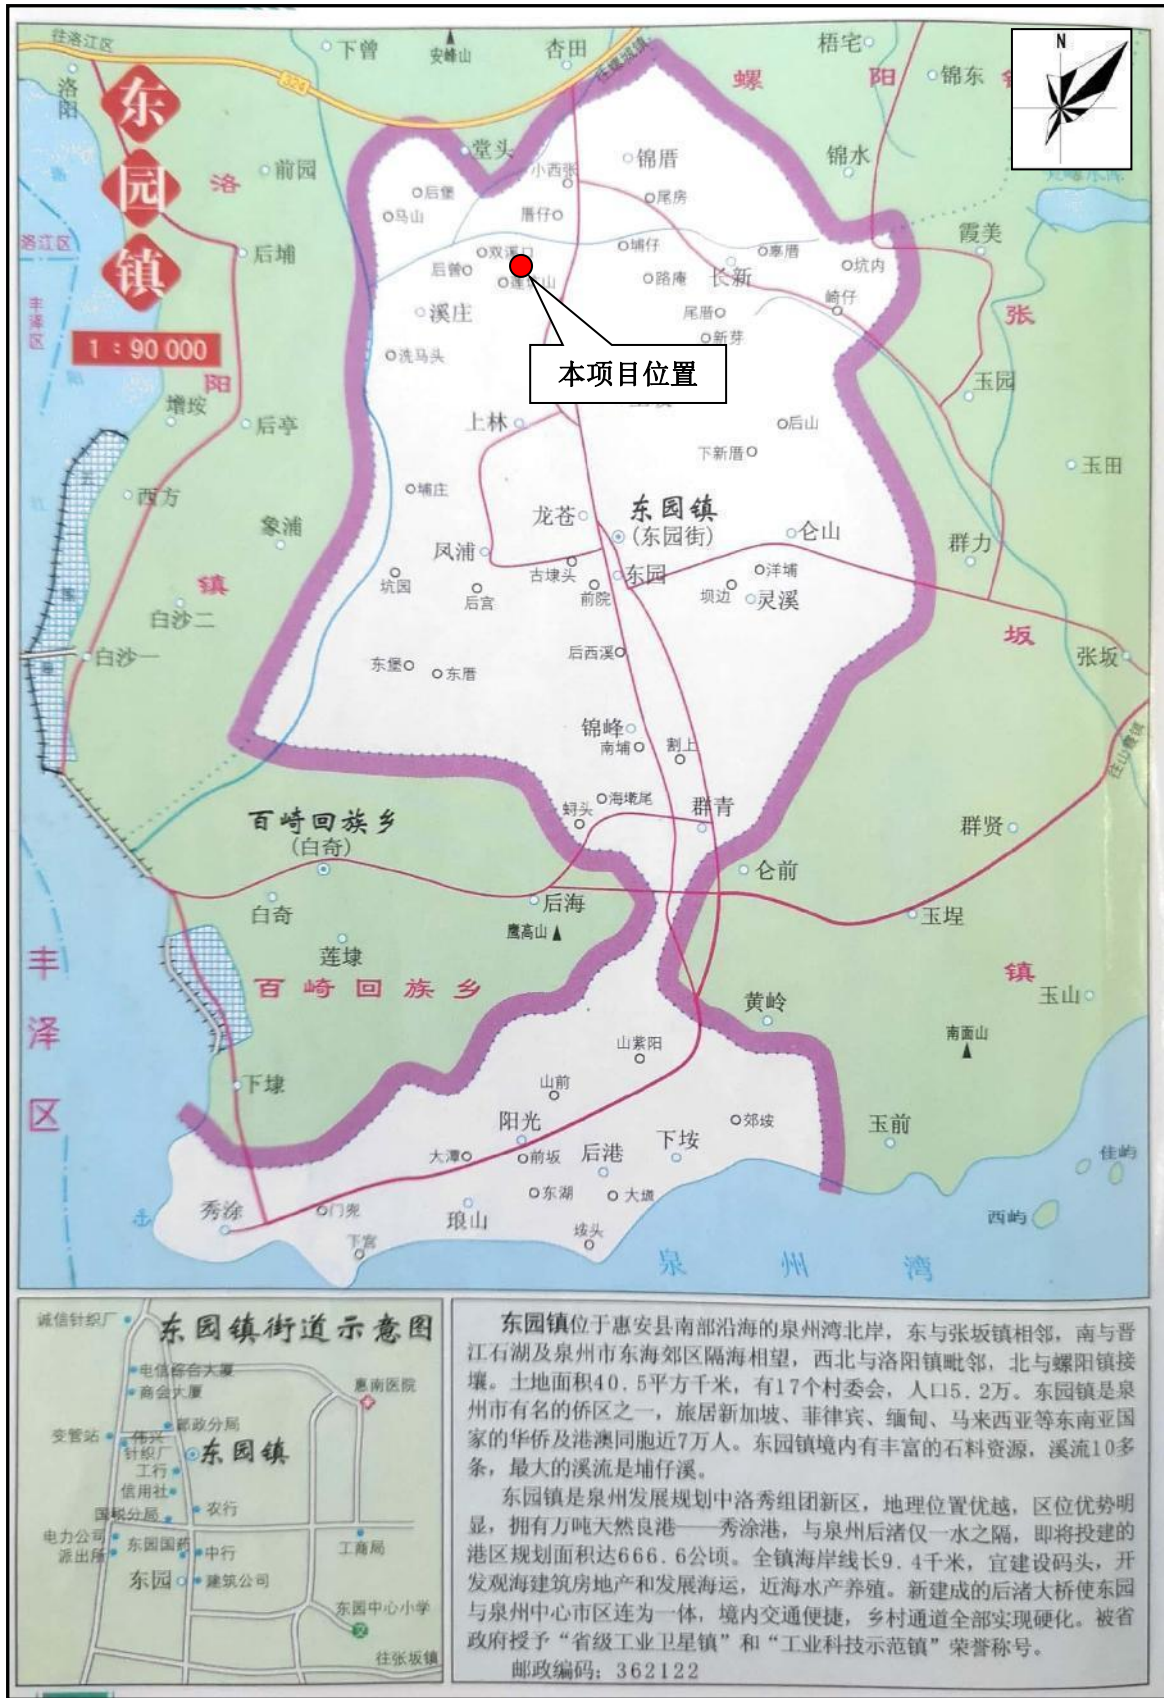 往洛江区
洛阳
下曾
安峰山
杏田
324
往螺城镇
梧宅
螺 阳
锦东
N
东园镇
1：90 000
洛 阳 镇
前园
堂头
小西张
锦厝
锦水
后堡
马山
厝仔
尾房
洛江区
后埔
双溪口
后曾
埔仔
路庵
长新
辜厝
坑内
霞美
丰泽区
溪庄
尾厝
新芽
崎仔
张 坂 镇
洗马头
本项目位置
玉园
增垵
后亭
上林
后山
下新厝
玉田
西方
埔庄
象浦
龙苍
东园镇
(东园街)
仑山
凤浦
群力
坑园
后宫
古埭头
前院
东园
洋埔
坝边
灵溪
白沙二
白沙一
东堡
东厝
后西溪
张坂
锦峰
南埔
割上
往山霞镇
百崎回族乡
(白奇)
蚵头
海墘尾
群青
群贤
仑前
白奇
后海
鹰高山
玉埕
莲埭
百崎回族乡
丰泽区
黄岭
玉山
南面山
山紫阳
下埭
山前
阳光
郊垵
玉前
大潭
前坂
后港
下垵
佳屿
东湖
秀涂
门兜
琅山
西屿
下宫
垵头
泉州湾
东园镇街道示意图
诚信针织厂
电信综合大厦
商会大厦
惠南医院
邮政分局
变管站
伟兴
针织厂
东园镇
工行
信用社
国税分局
农行
电力公司
派出所
东园国药
中行
工商局
东园
建筑公司
东园中心小学
文
往张坂镇
东园镇位于惠安县南部沿海的泉州湾北岸，东与张坂镇相邻，南与晋
江石湖及泉州市东海郊区隔海相望，西北与洛阳镇毗邻，北与螺阳镇接
壤。土地面积40.5平方千米，有17个村委会，人口5.2万。东园镇是泉
州市有名的侨区之一，旅居新加坡、菲律宾、缅甸、马来西亚等东南亚国
家的华侨及港澳同胞近7万人。东园镇境内有丰富的石料资源，溪流10多
条，最大的溪流是埔仔溪。
东园镇是泉州发展规划中洛秀组团新区，地理位置优越，区位优势明
显，拥有万吨天然良港——秀涂港，与泉州后渚仅一水之隔，即将投建的
港区规划面积达666.6公顷。全镇海岸线长9.4千米，宜建设码头，开
发观海建筑房地产和发展海运，近海水产养殖。新建成的后渚大桥使东园
与泉州中心市区连为一体，境内交通便捷，乡村通道全部实现硬化。被省
政府授予“省级工业卫星镇”和“工业科技示范镇”荣誉称号。
邮政编码：362122